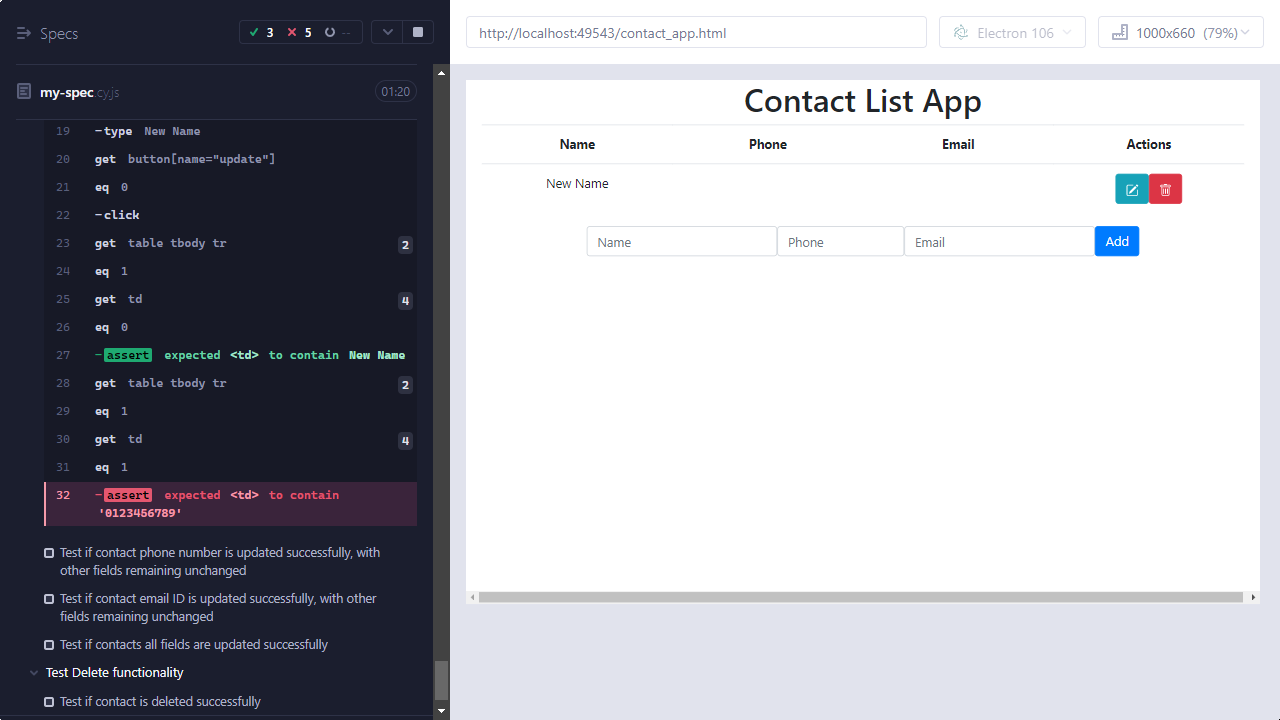 Specs
3
5
--
my-spec.cy.js
01:20
19 -type New Name
20 get button[name="update"]
21 eq 0
22 -click
23 get table tbody tr 2
24 eq 1
25 get td 4
26 eq 0
27 -assert expected <td> to contain New Name
28 get table tbody tr 2
29 eq 1
30 get td 4
31 eq 1
32 -assert expected <td> to contain
'0123456789'
Test if contact phone number is updated successfully, with
other fields remaining unchanged
Test if contact email ID is updated successfully, with other
fields remaining unchanged
Test if contacts all fields are updated successfully
Test Delete functionality
Test if contact is deleted successfully
http://localhost:49543/contact_app.html
Electron 106
1000x660 (79%)
Contact List App
Name Phone Email Actions
New Name
Name Phone Email Add